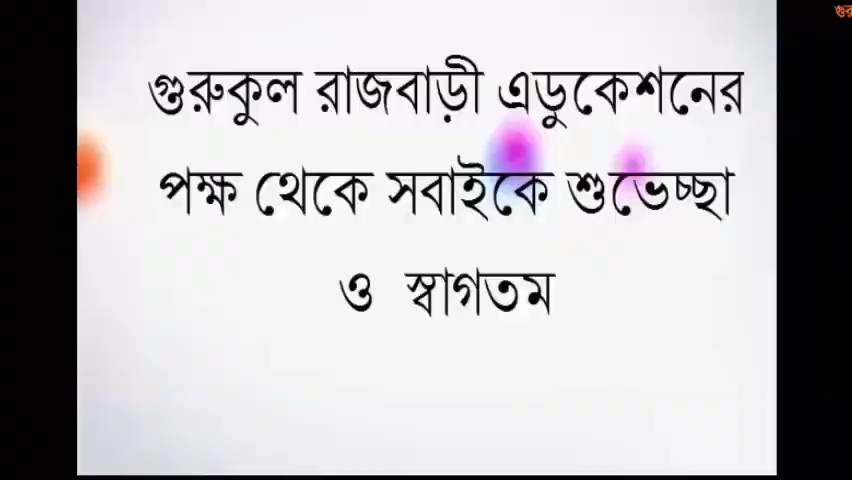 গুরুকুল রাজবাড়ী এডুকেশনের
পক্ষ থেকে সবাইকে শুভেচ্ছা
ও স্বাগতম